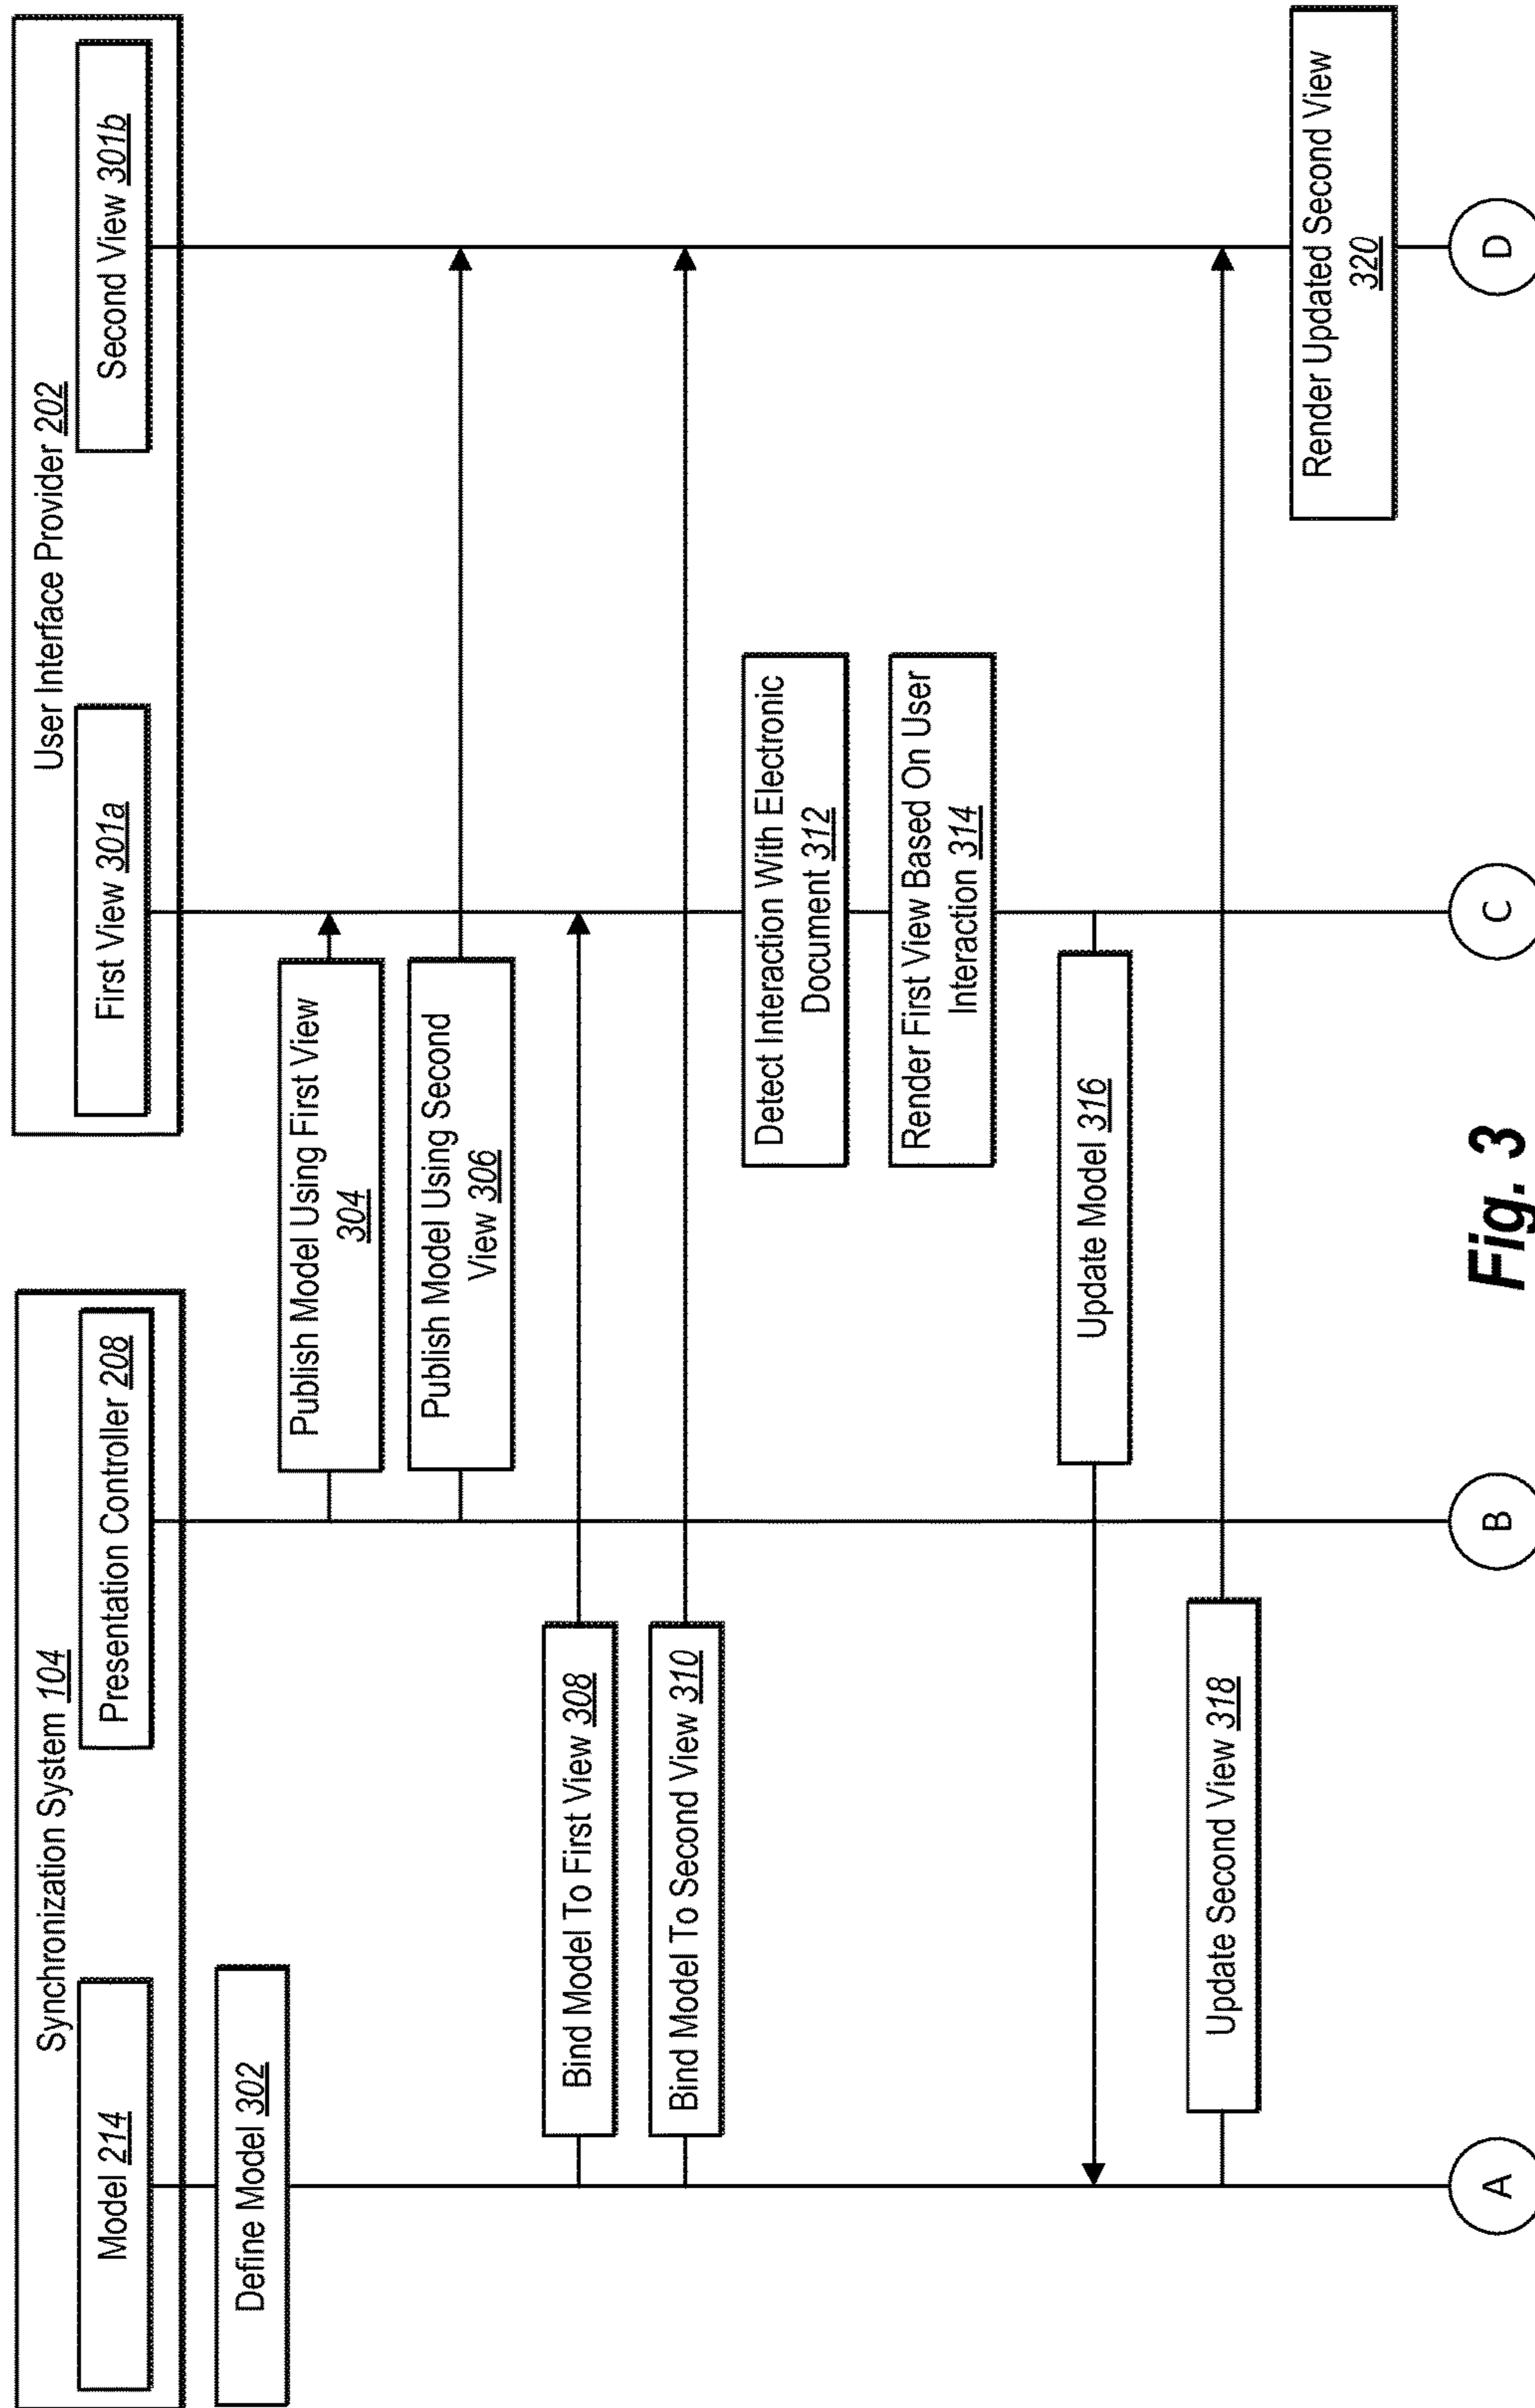 Synchronization System 104
User Interface Provider 202
Model 214
Presentation Controller 208
First View 301a
Second View 301b
Define Model 302
Publish Model Using First View
304
Publish Model Using Second
View 306
Bind Model To First View 308
Bind Model To Second View 310
Detect Interaction With Electronic
Document 312
Render First View Based On User
Interaction 314
Update Model 316
Update Second View 318
Render Updated Second View
320
A
B
C
D
Fig. 3